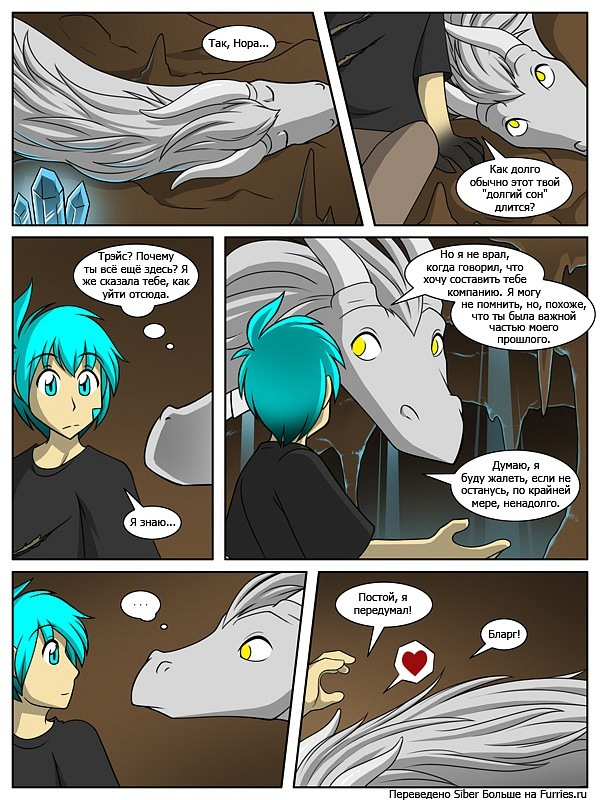 Так, Нора...
Как долго
обычно этот твой
"долгий сон"
длится?
Трэйс? Почему
ты всё ещё здесь? Я
же сказала тебе, как
уйти отсюда.
Я знаю...
Но я не врал,
когда говорил, что
хочу составить тебе
компанию. Я могу
не помнить, но, похоже,
что ты была важной
частью моего
прошлого.
Думаю, я
буду жалеть, если не
останусь, по крайней
мере, ненадолго.
...
Постой, я
передумал!
Бларг!
Переведено Siber Больше на Furries.ru